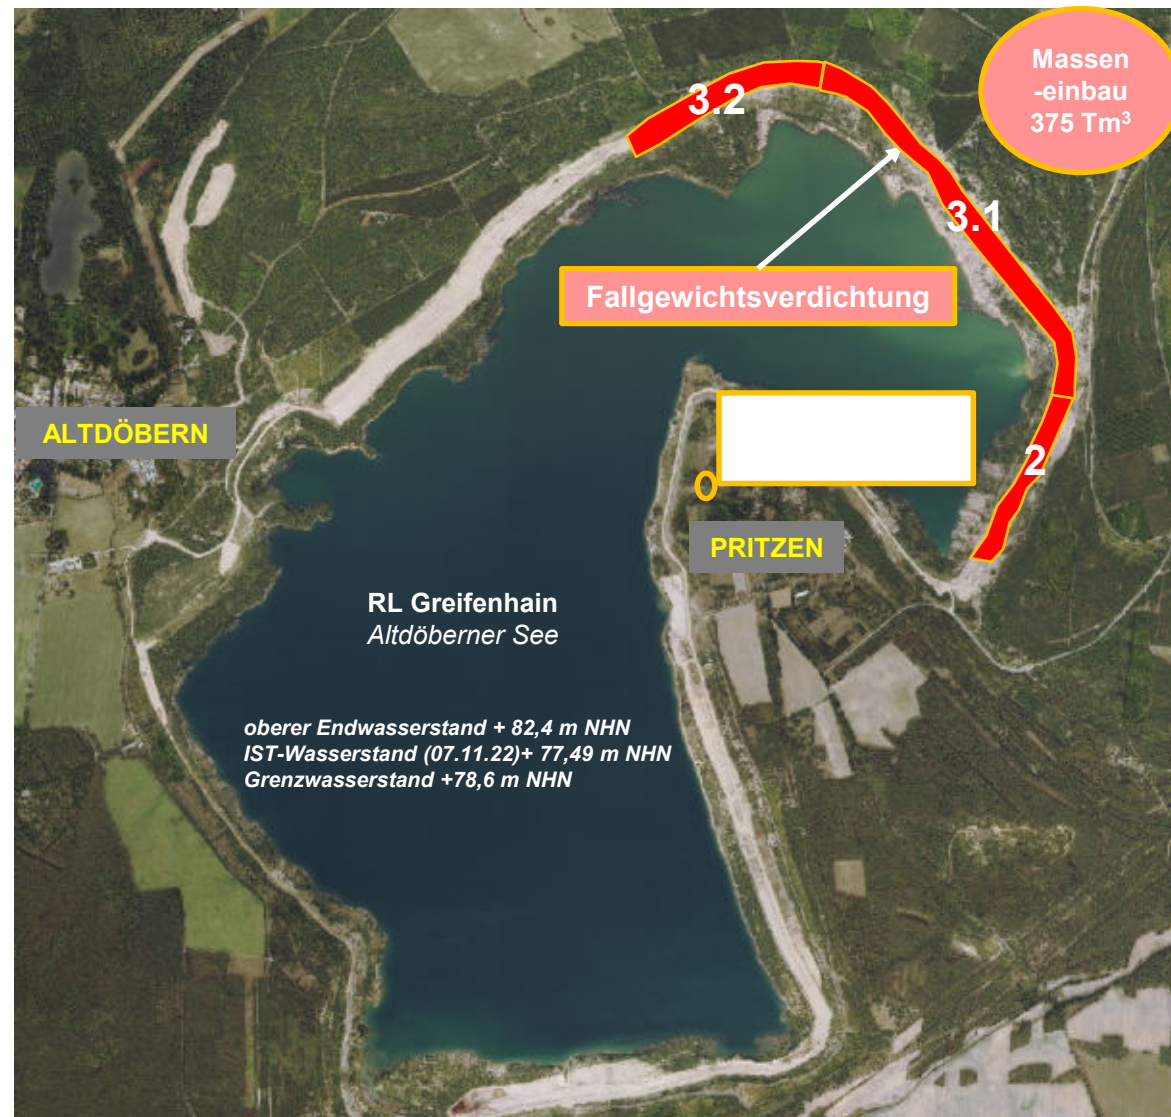 Massen
-einbau
375 Tm³
3.2
3.1
Fallgewichtsverdichtung
ALTDÖBERN
2
PRITZEN
RL Greifenhain
Altdöberner See
oberer Endwasserstand + 82,4 m NHN
IST-Wasserstand (07.11.22)+ 77,49 m NHN
Grenzwasserstand +78,6 m NHN